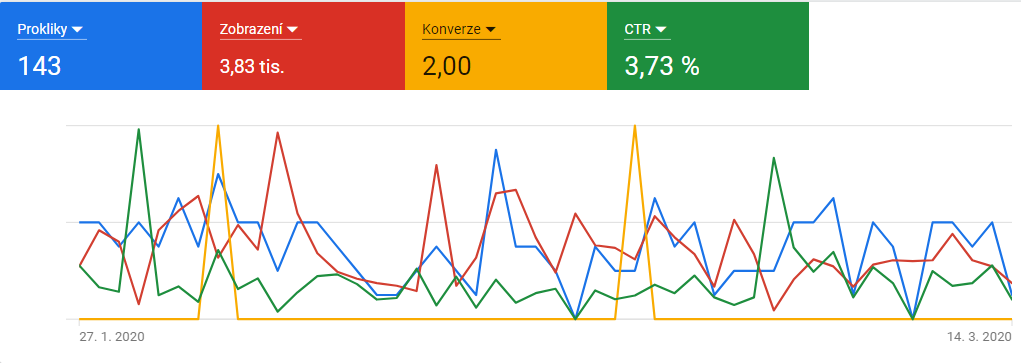 Prokliky Zobrazení Konverze CTR
143 3,83 tis. 2,00 3,73 %
27. 1. 2020 14. 3. 2020